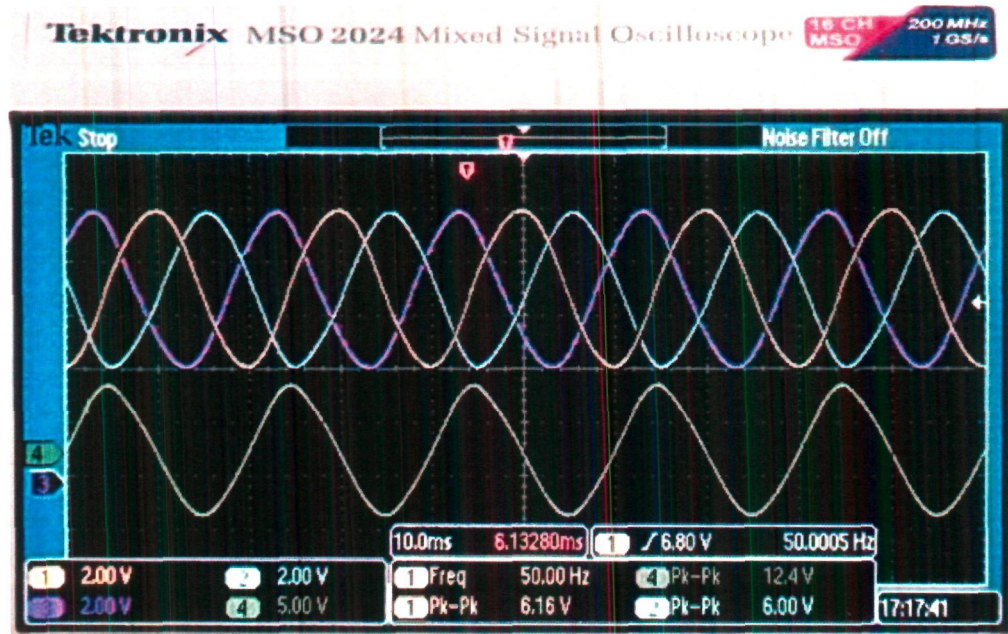 Tektronix MSO 2024 Mixed Signal Oscilloscope 16 CH MSO 200 MHz 1 GS/s
Tek Stop Noise Filter Off
4
3
10.0ms 6.13280ms 1 6.80 V 50.0005 Hz
1 2.00 V 2 2.00 V 1 Freq 50.00 Hz 4 Pk-Pk 12.4 V
3 2.00 V 4 5.00 V 1 Pk-Pk 6.16 V 2 Pk-Pk 6.00 V 17:17:41